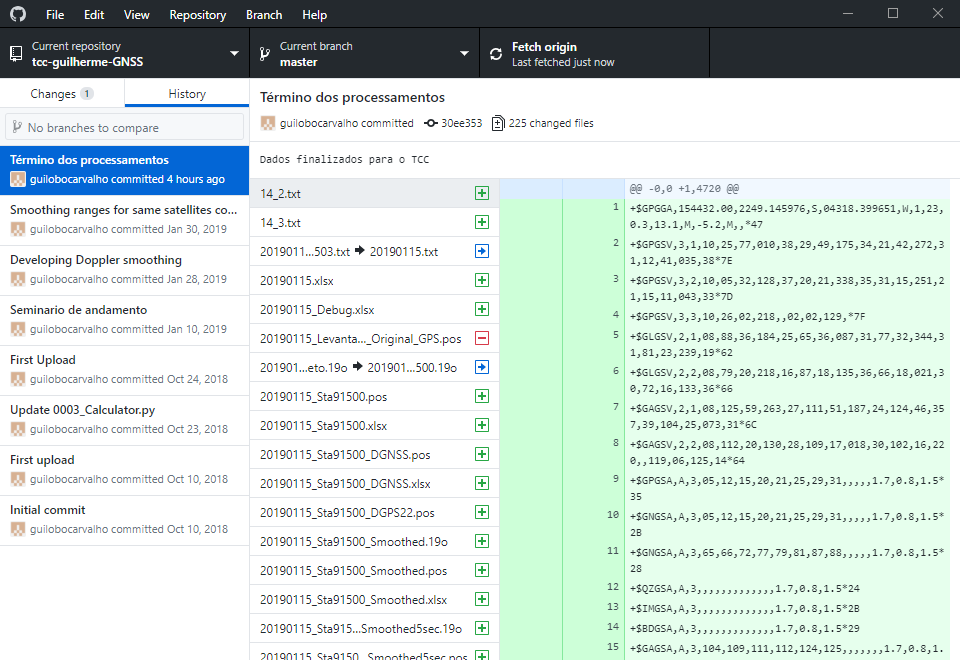 File Edit View Repository Branch Help
Current repository
tcc-guilherme-GNSS
Current branch
master
Fetch origin
Last fetched just now
Changes 1
History
No branches to compare
Término dos processamentos
guilobocarvalho committed 4 hours ago
Smoothing ranges for same satellites co...
guilobocarvalho committed Jan 30, 2019
Developing Doppler smoothing
guilobocarvalho committed Jan 28, 2019
Seminario de andamento
guilobocarvalho committed Jan 10, 2019
First Upload
guilobocarvalho committed Oct 24, 2018
Update 0003_Calculator.py
guilobocarvalho committed Oct 23, 2018
First upload
guilobocarvalho committed Oct 10, 2018
Initial commit
guilobocarvalho committed Oct 10, 2018
Término dos processamentos
guilobocarvalho committed 30ee353 225 changed files
Dados finalizados para o TCC
14_2.txt
14_3.txt
2019011...503.txt → 20190115.txt
20190115.xlsx
20190115_Debug.xlsx
20190115_Levanta..._Original_GPS.pos
201901...eto.19o → 201901...500.19o
20190115_Sta91500.pos
20190115_Sta91500.xlsx
20190115_Sta91500_DGNSS.pos
20190115_Sta91500_DGNSS.xlsx
20190115_Sta91500_DGPS22.pos
20190115_Sta91500_Smoothed.19o
20190115_Sta91500_Smoothed.pos
20190115_Sta91500_Smoothed.xlsx
20190115_Sta915...Smoothed5sec.19o
20190115_Sta9150...Smoothed5sec.pos
@@ -0,0 +1,4720 @@
1 +$GPGGA,154432.00,2249.145976,S,04318.399651,W,1,23,
0.3,13.1,M,-5.2,M,,*47
2 +$GPGSV,3,1,10,25,77,010,38,29,49,175,34,21,42,272,3
1,12,41,035,38*7E
3 +$GPGSV,3,2,10,05,32,128,37,20,21,338,35,31,15,251,2
1,15,11,043,33*7D
4 +$GPGSV,3,3,10,26,02,218,,02,02,129,*7F
5 +$GLGSV,2,1,08,88,36,184,25,65,36,087,31,77,32,344,3
1,81,23,239,19*62
6 +$GLGSV,2,2,08,79,20,218,16,87,18,135,36,66,18,021,3
0,72,16,133,36*66
7 +$GAGSV,2,1,08,125,59,263,27,111,51,187,24,124,46,35
7,39,104,25,073,31*6C
8 +$GAGSV,2,2,08,112,20,130,28,109,17,018,30,102,16,22
0,,119,06,125,14*64
9 +$GPGSA,A,3,05,12,15,20,21,25,29,31,,,,,1.7,0.8,1.5*
35
10 +$GNGSA,A,3,05,12,15,20,21,25,29,31,,,,,1.7,0.8,1.5*
2B
11 +$GNGSA,A,3,65,66,72,77,79,81,87,88,,,,,1.7,0.8,1.5*
28
12 +$QZGSA,A,3,,,,,,,,,,,,,1.7,0.8,1.5*24
13 +$IMGSA,A,3,,,,,,,,,,,,,1.7,0.8,1.5*2B
14 +$BDGSA,A,3,,,,,,,,,,,,,1.7,0.8,1.5*29
15 +$GAGSA,A,3,104,109,111,112,124,125,,,,,,,1.7,0.8,1.